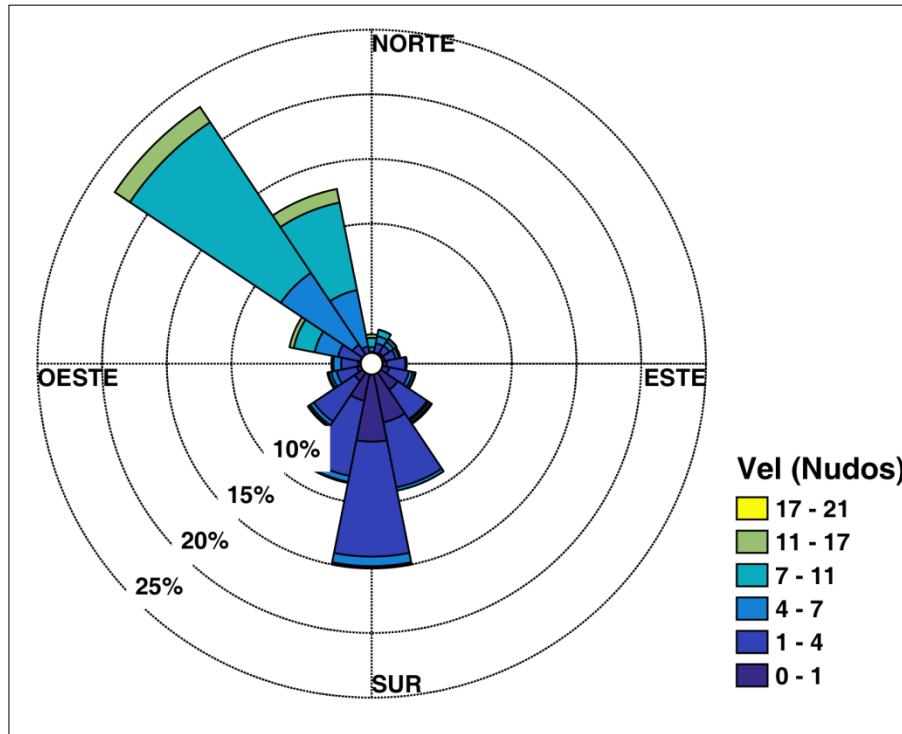 NORTE
OESTE
ESTE
10%
15%
20%
25%
SUR
Vel (Nudos)
17 - 21
11 - 17
7 - 11
4 - 7
1 - 4
0 - 1